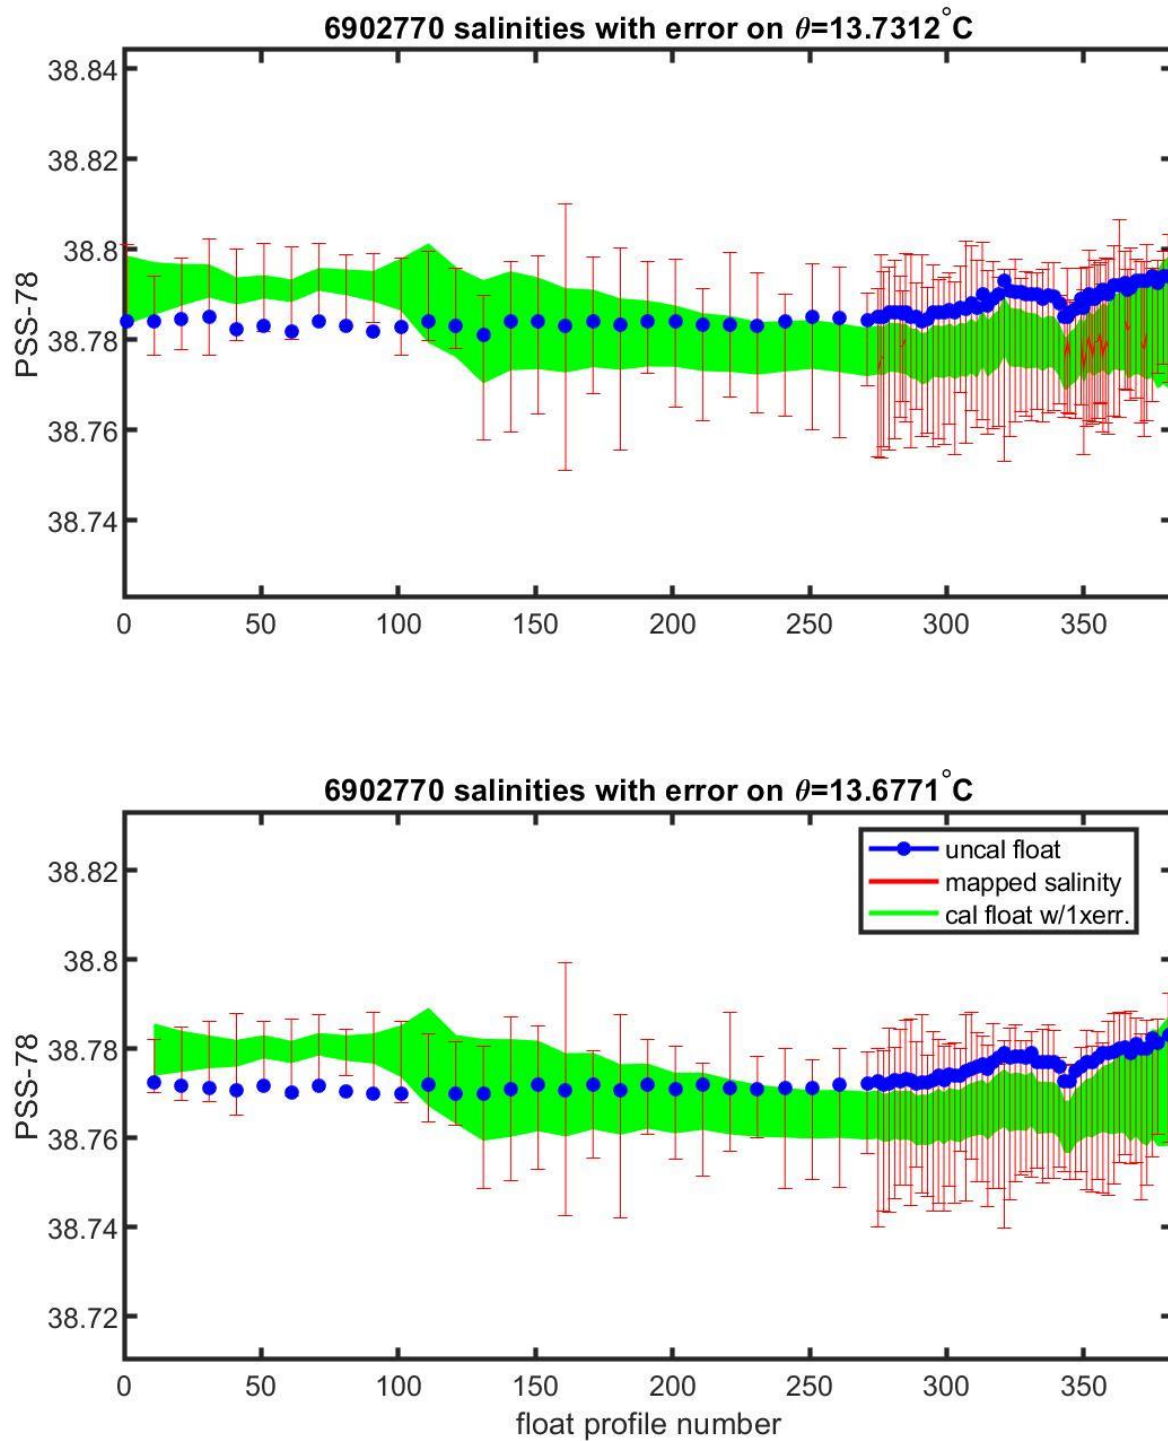 6902770 salinities with error on θ=13.7312°C
38.84
38.82
38.8
38.78
38.76
38.74
PSS-78
0 50 100 150 200 250 300 350
6902770 salinities with error on θ=13.6771°C
uncal float
mapped salinity
cal float w/1xerr.
38.82
38.8
38.78
38.76
38.74
38.72
PSS-78
0 50 100 150 200 250 300 350
float profile number